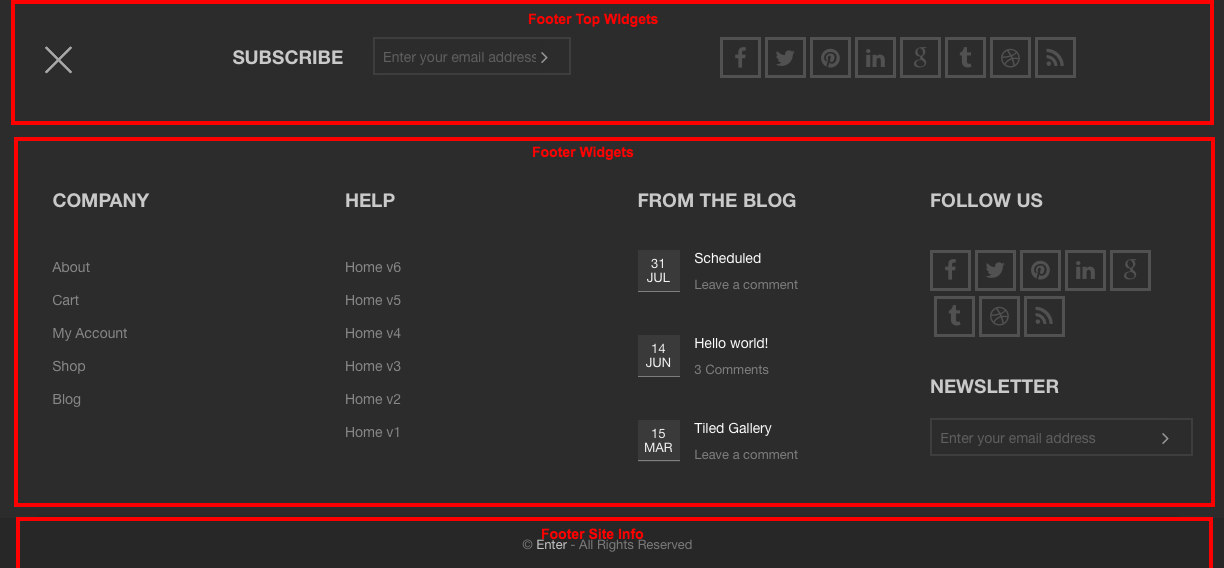 Footer Top Widgets
SUBSCRIBE
Enter your email address
Footer Widgets
COMPANY
About
Cart
My Account
Shop
Blog
HELP
Home v6
Home v5
Home v4
Home v3
Home v2
Home v1
FROM THE BLOG
31 JUL
Scheduled
Leave a comment
14 JUN
Hello world!
3 Comments
15 MAR
Tiled Gallery
Leave a comment
FOLLOW US
NEWSLETTER
Enter your email address
Footer Site Info
© Enter - All Rights Reserved